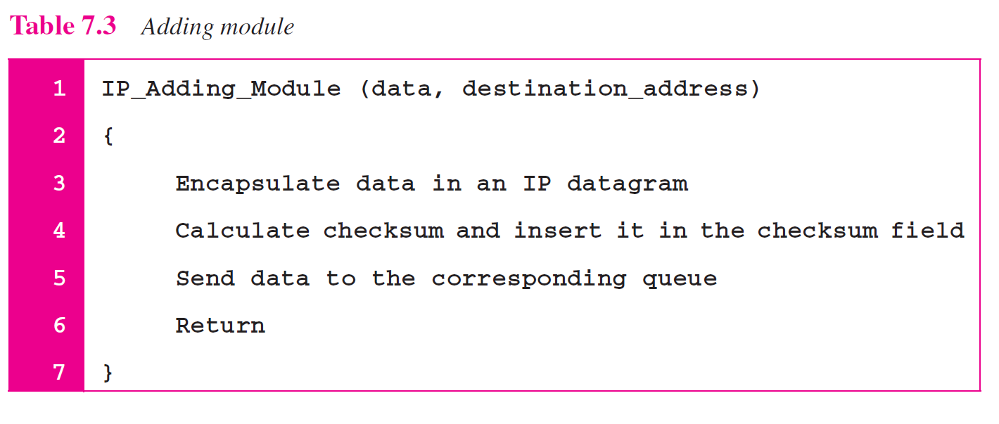 Table 7.3 Adding module
1 IP_Adding_Module (data, destination_address)
2 {
3 Encapsulate data in an IP datagram
4 Calculate checksum and insert it in the checksum field
5 Send data to the corresponding queue
6 Return
7 }